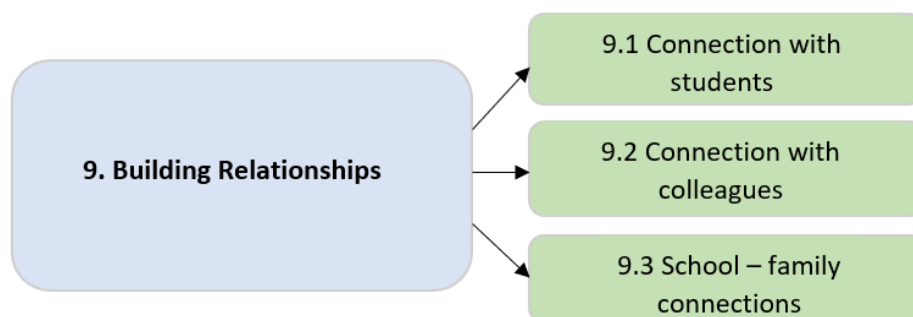 9. Building Relationships
9.1 Connection with
students
9.2 Connection with
colleagues
9.3 School – family
connections